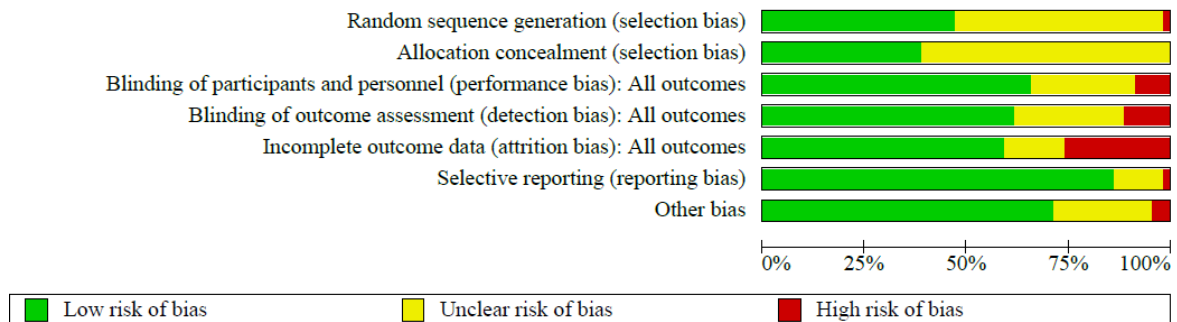 Random sequence generation (selection bias)
Allocation concealment (selection bias)
Blinding of participants and personnel (performance bias): All outcomes
Blinding of outcome assessment (detection bias): All outcomes
Incomplete outcome data (attrition bias): All outcomes
Selective reporting (reporting bias)
Other bias
0% 25% 50% 75% 100%
Low risk of bias Unclear risk of bias High risk of bias